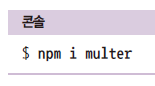 콘솔
$ npm i multer